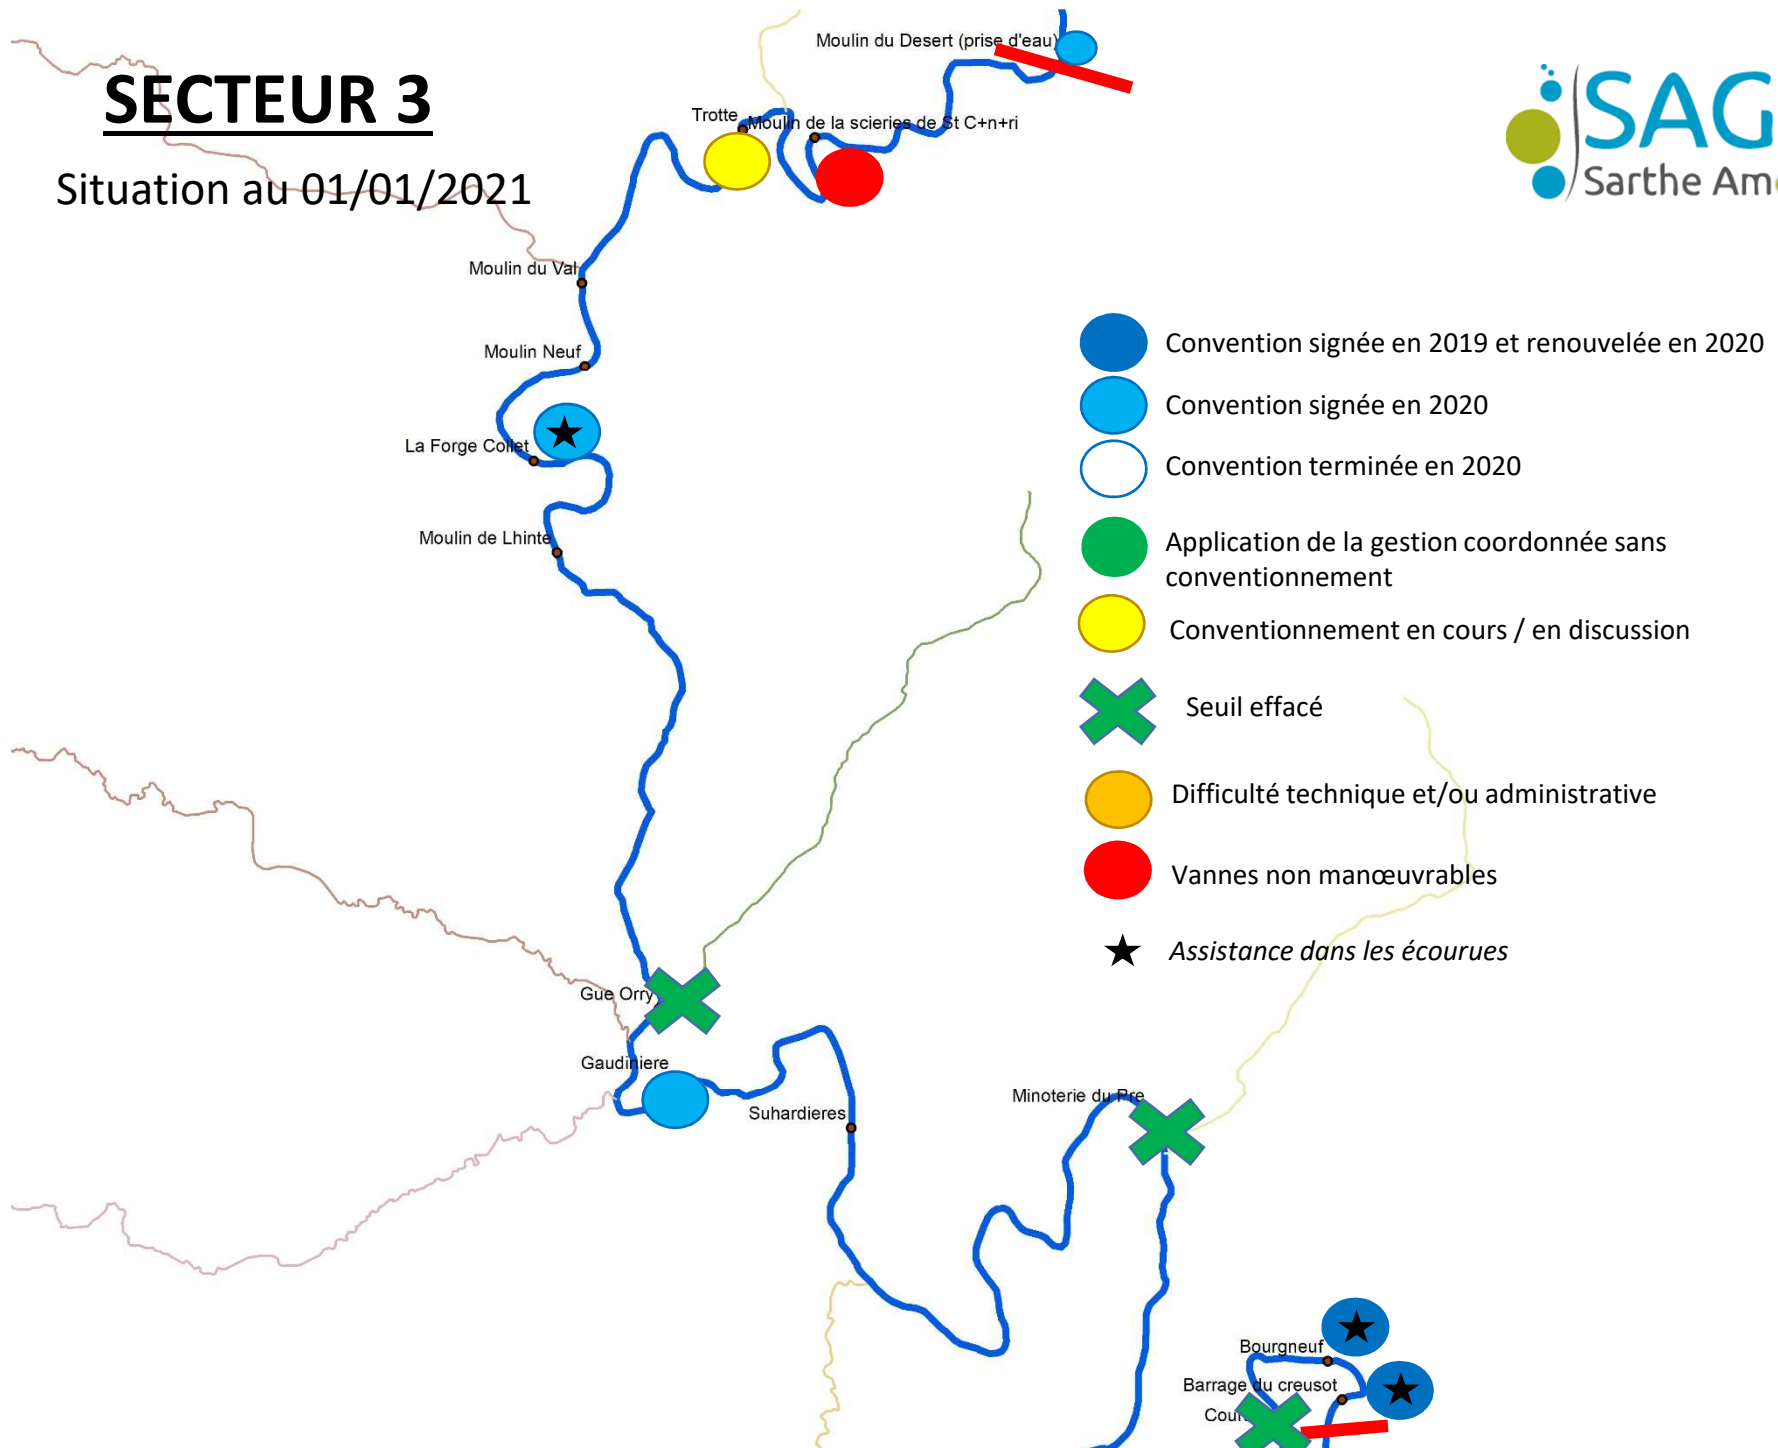 SECTEUR 3
Situation au 01/01/2021
Moulin du Desert (prise d'eau)
Trotte
Moulin de la scieries de St C+n+ri
SAG
Sarthe Am
Moulin du Val
Moulin Neuf
La Forge Collet
Moulin de Lhinte
Convention signée en 2019 et renouvelée en 2020
Convention signée en 2020
Convention terminée en 2020
Application de la gestion coordonnée sans
conventionnement
Conventionnement en cours / en discussion
Seuil effacé
Difficulté technique et/ou administrative
Vannes non manœuvrables
Assistance dans les écourues
Gue Orry
Gaudiniere
Suhardieres
Minoterie du Pre
Bourgneuf
Barrage du creusot